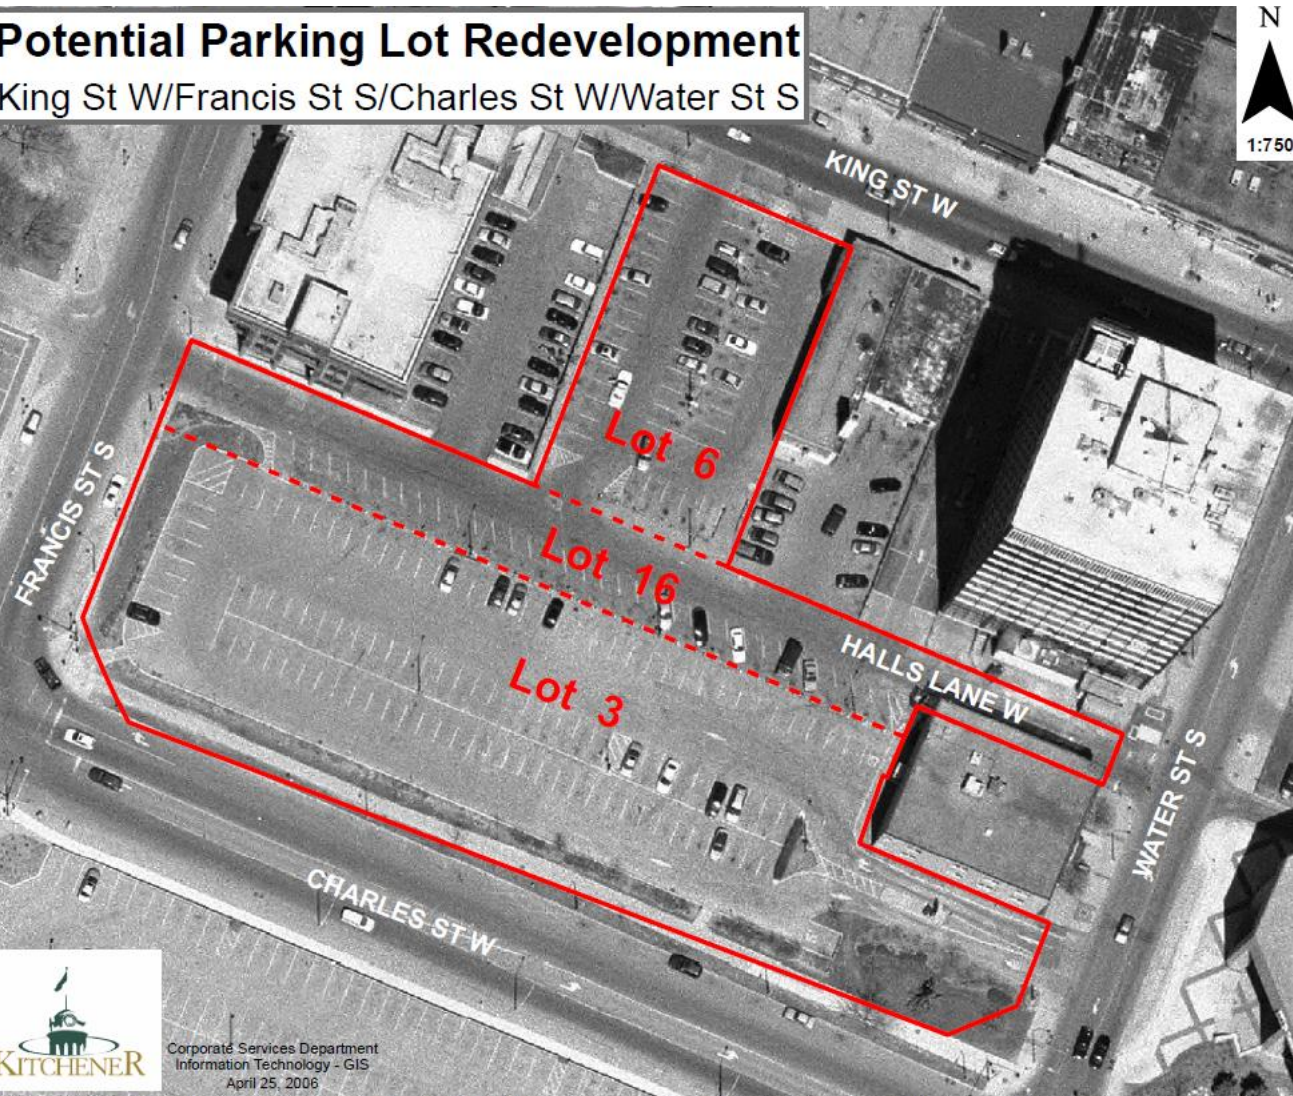 Potential Parking Lot Redevelopment
King St W/Francis St S/Charles St W/Water St S
N
1:750
KING ST W
Lot 6
FRANCIS ST S
Lot 16
HALLS LANE W
Lot 3
WATER ST S
CHARLES ST W
KITCHENER
Corporate Services Department
Information Technology - GIS
April 25, 2006